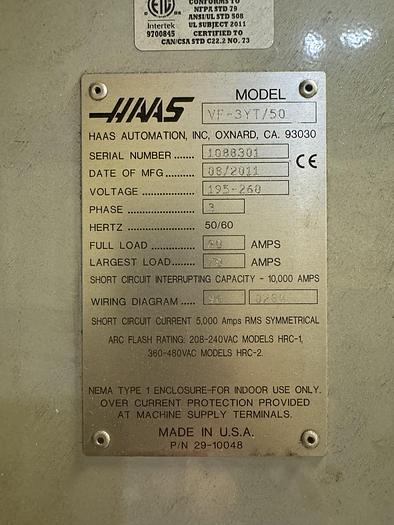 CONFORMS TO
NFPA STD 79
ANSI/UL STD 508
UL SUBJECT 2011
CERTIFIED TO
CAN/CSA STD C22.2 NO. 73
ETL
Intertek
9700845
HAAS
MODEL
VF-3YT/50
HAAS AUTOMATION, INC, OXNARD, CA. 93030
SERIAL NUMBER ...... 1088301
DATE OF MFG ........... 08/2011
VOLTAGE ................... 195-260
PHASE ........................ 3
HERTZ ........................ 50/60
FULL LOAD ................ AMPS
LARGEST LOAD ........ AMPS
CE
SHORT CIRCUIT INTERRUPTING CAPACITY - 10,000 AMPS
WIRING DIAGRAM .....
SHORT CIRCUIT CURRENT 5,000 Amps RMS SYMMETRICAL
ARC FLASH RATING: 208-240VAC MODELS HRC-1,
360-480VAC MODELS HRC-2.
NEMA TYPE 1 ENCLOSURE-FOR INDOOR USE ONLY.
OVER CURRENT PROTECTION PROVIDED
AT MACHINE SUPPLY TERMINALS.
MADE IN U.S.A.
P/N 29-10048